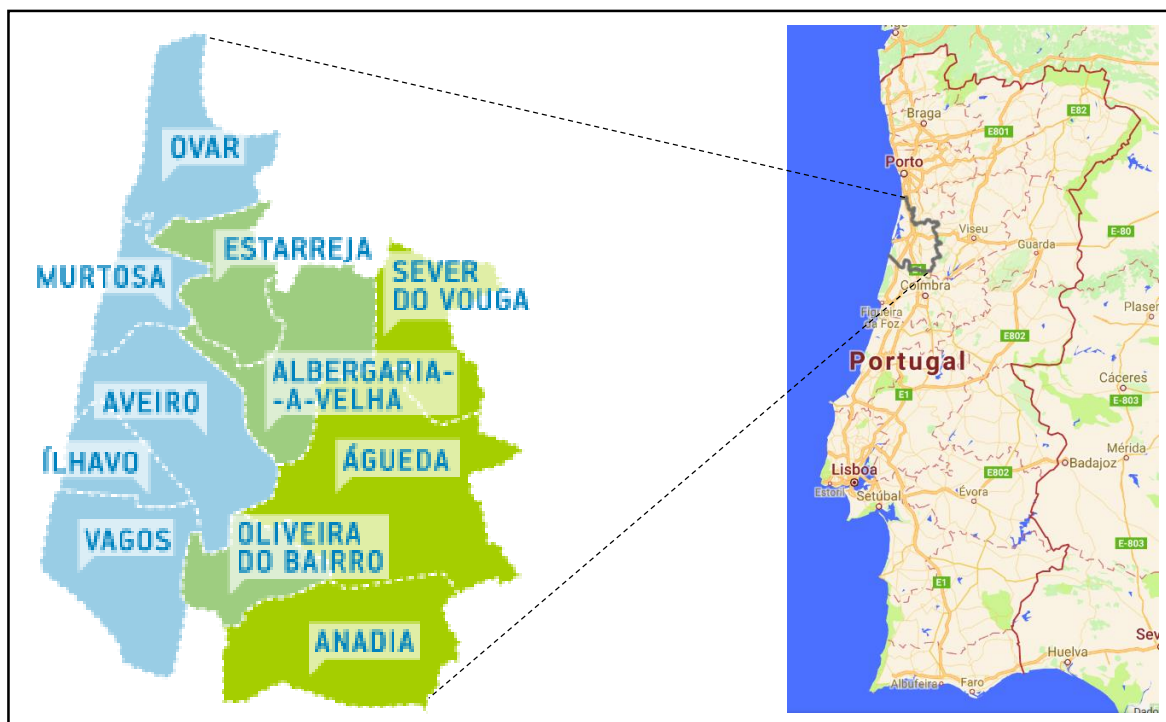 OVAR
ESTARREJA
MURTOSA
SEVER
DO VOUGA
ALBERGARIA-
-A-VELHA
AVEIRO
ÍLHAVO
ÁGUEDA
VAGOS
OLIVEIRA
DO BAIRRO
ANADIA
Braga
E82
E801
Porto
Viseu
E-80
Guarda
Coimbra
Figueira
da Foz
Plasen
E802
Portugal
Cáceres
E-803
E1
Mérida
Badajoz
Lisboa
E802
Estoril
Setúbal
Évora
E-803
E1
Sev
Huelva
Albufeira
Faro